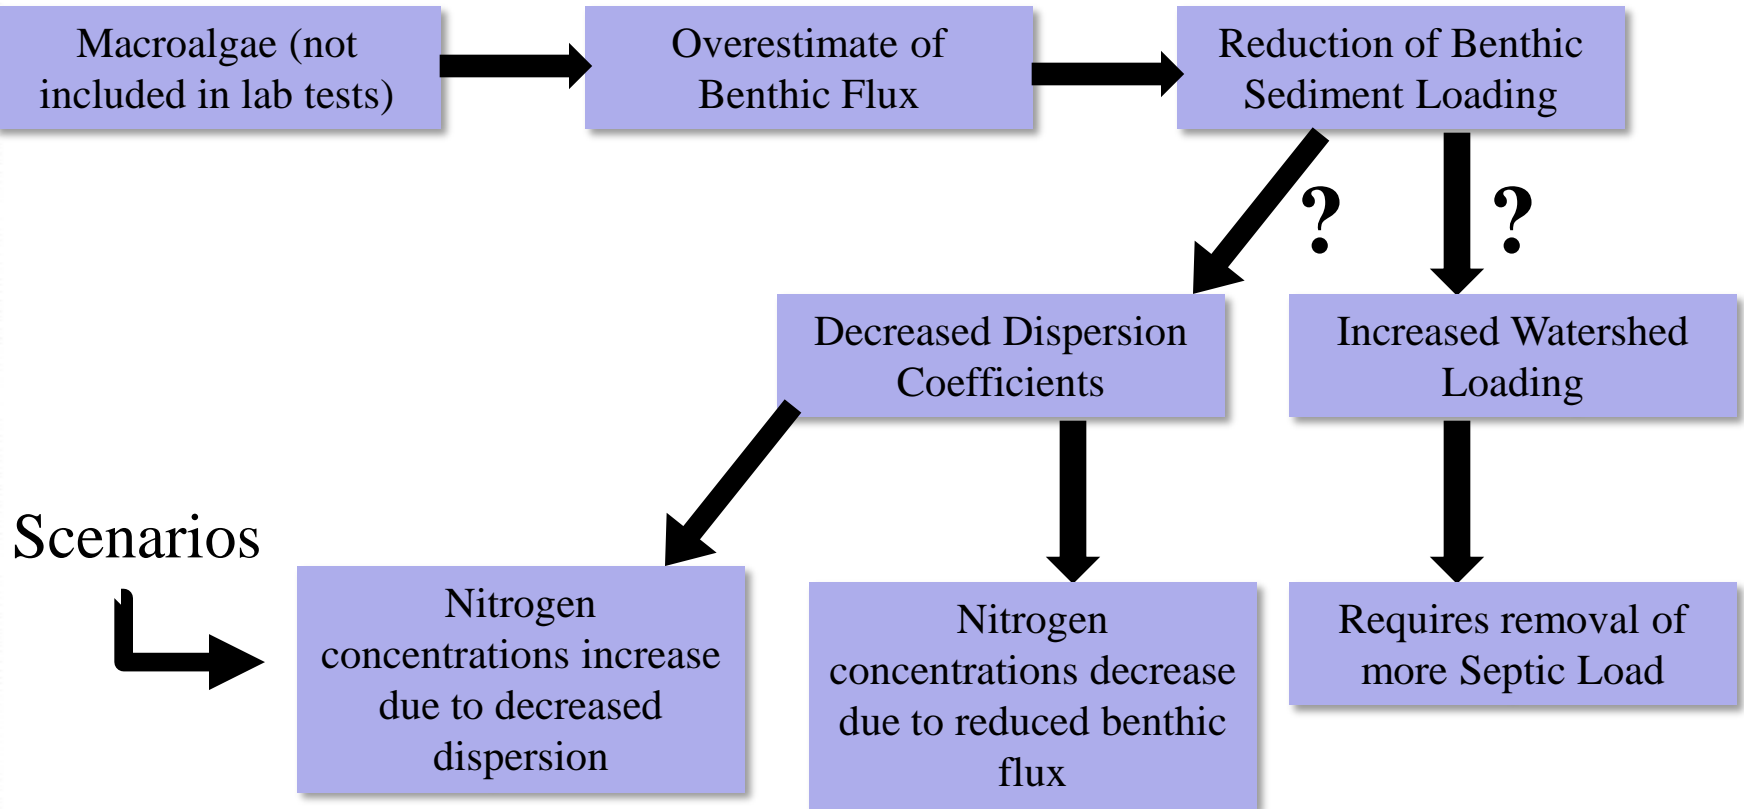 Macroalgae (not
included in lab tests)
Overestimate of
Benthic Flux
Reduction of Benthic
Sediment Loading
?
?
Decreased Dispersion
Coefficients
Increased Watershed
Loading
Scenarios
Nitrogen
concentrations increase
due to decreased
dispersion
Nitrogen
concentrations decrease
due to reduced benthic
flux
Requires removal of
more Septic Load